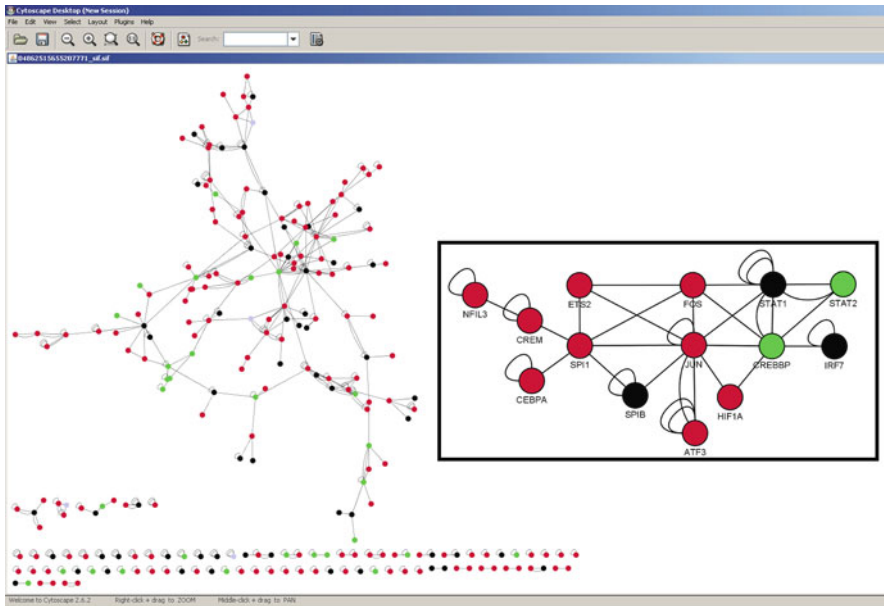 Cytoscape Desktop (New Session)
File Edit View Select Layout Plugins Help
Search:
04062515655207771_sif.sif
NFIL3
ETS2
FOS
STAT1
STAT2
CREM
SPI1
JUN
CREBBP
IRF7
CEBPA
SPIB
HIF1A
ATF3
Welcome to Cytoscape 2.6.2 Right-click + drag to ZOOM Middle-click + drag to PAN